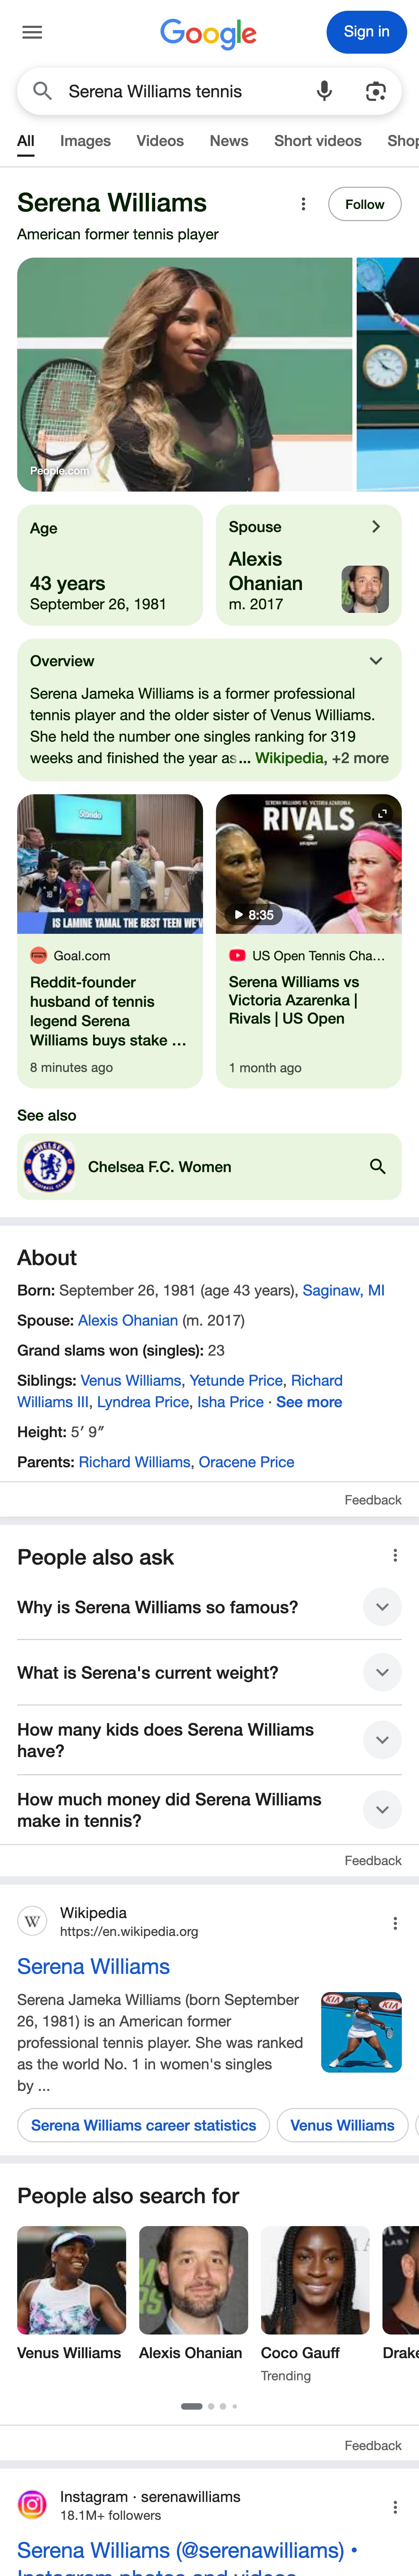 Google
Sign in
Serena Williams tennis
All Images Videos News Short videos Shop
Serena Williams
Follow
American former tennis player
People.com
Age
43 years
September 26, 1981
Spouse
Alexis
Ohanian
m. 2017
Overview
Serena Jameka Williams is a former professional
tennis player and the older sister of Venus Williams.
She held the number one singles ranking for 319
weeks and finished the year as... Wikipedia, +2 more
IS LAMINE YAMAL THE BEST TEEN WE'V
Goal.com
Reddit-founder
husband of tennis
legend Serena
Williams buys stake ...
8 minutes ago
SERENA WILLIAMS VS. VICTORIA AZARENKA
RIVALS
8:35
US Open Tennis Cha...
Serena Williams vs
Victoria Azarenka |
Rivals | US Open
1 month ago
See also
CHELSEA
FOOTBALL CLUB
Chelsea F.C. Women
About
Born: September 26, 1981 (age 43 years), Saginaw, MI
Spouse: Alexis Ohanian (m. 2017)
Grand slams won (singles): 23
Siblings: Venus Williams, Yetunde Price, Richard
Williams III, Lyndrea Price, Isha Price · See more
Height: 5′ 9″
Parents: Richard Williams, Oracene Price
Feedback
People also ask
Why is Serena Williams so famous?
What is Serena's current weight?
How many kids does Serena Williams
have?
How much money did Serena Williams
make in tennis?
Feedback
W
Wikipedia
https://en.wikipedia.org
Serena Williams
Serena Jameka Williams (born September
26, 1981) is an American former
professional tennis player. She was ranked
as the world No. 1 in women's singles
by ...
KIA KIA
Serena Williams career statistics
Venus Williams
People also search for
Venus Williams
Alexis Ohanian
Coco Gauff
Trending
Drake
Feedback
Instagram · serenawilliams
18.1M+ followers
Serena Williams (@serenawilliams) •
Instagram photos and videos